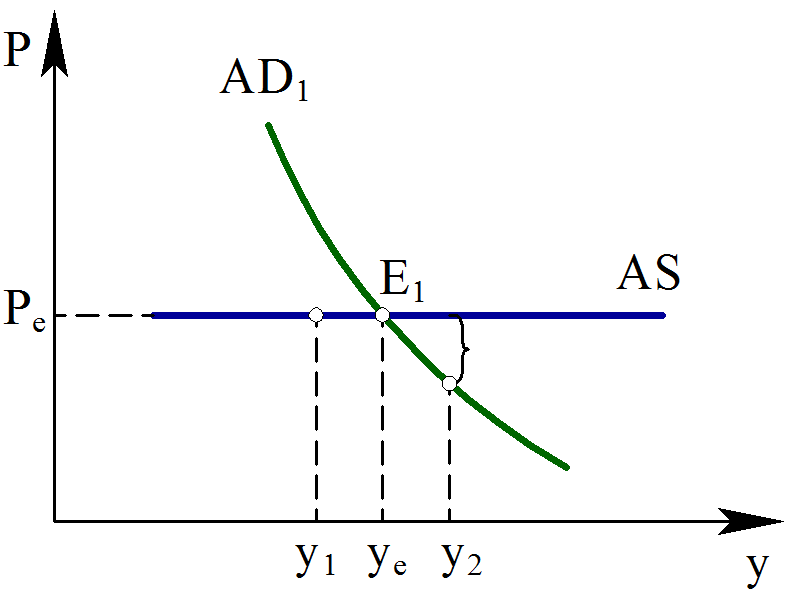 P
AD₁
E₁
AS
Pₑ
y₁
yₑ
y₂
y